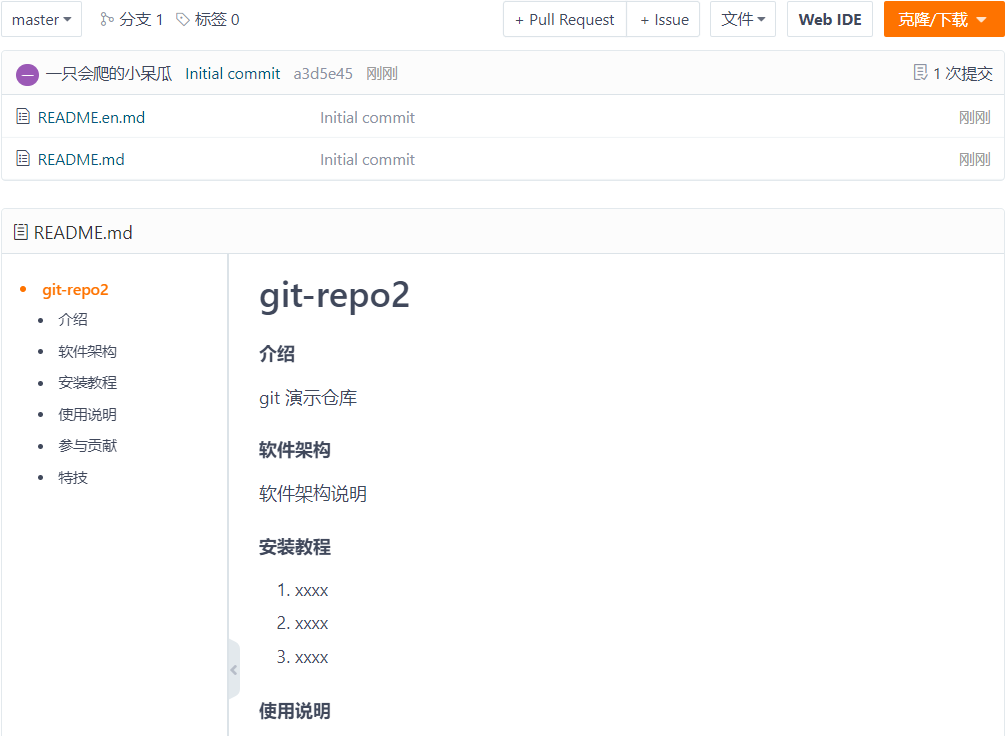 master 分支 1 标签 0 + Pull Request + Issue 文件 Web IDE 克隆/下载
一只会爬的小呆瓜 Initial commit a3d5e45 刚刚 1 次提交
README.en.md Initial commit 刚刚
README.md Initial commit 刚刚
README.md
git-repo2
介绍
软件架构
安装教程
使用说明
参与贡献
特技
git-repo2
介绍
git 演示仓库
软件架构
软件架构说明
安装教程
1. xxxx
2. xxxx
3. xxxx
使用说明